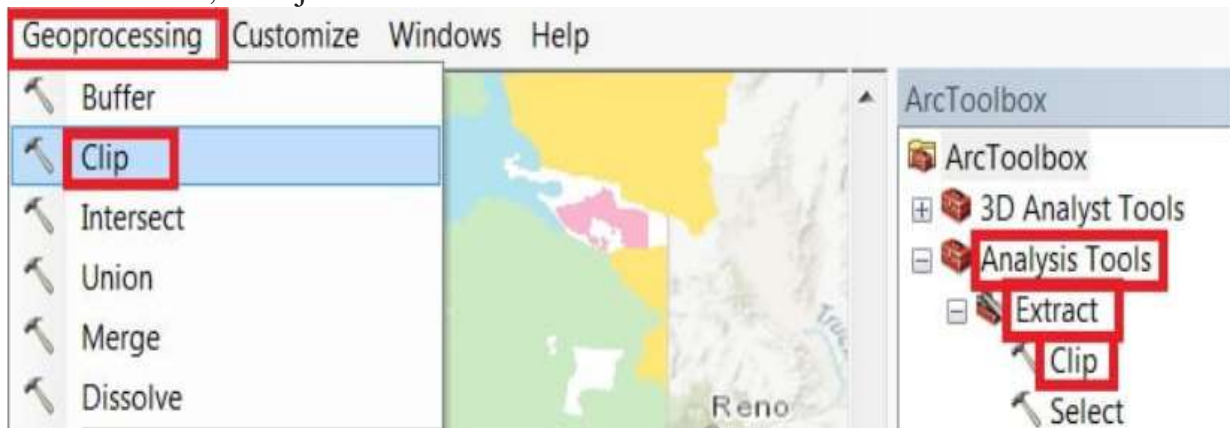 Geoprocessing Customize Windows Help
Buffer
Clip
Intersect
Union
Merge
Dissolve
Reno
ArcToolbox
ArcToolbox
3D Analyst Tools
Analysis Tools
Extract
Clip
Select